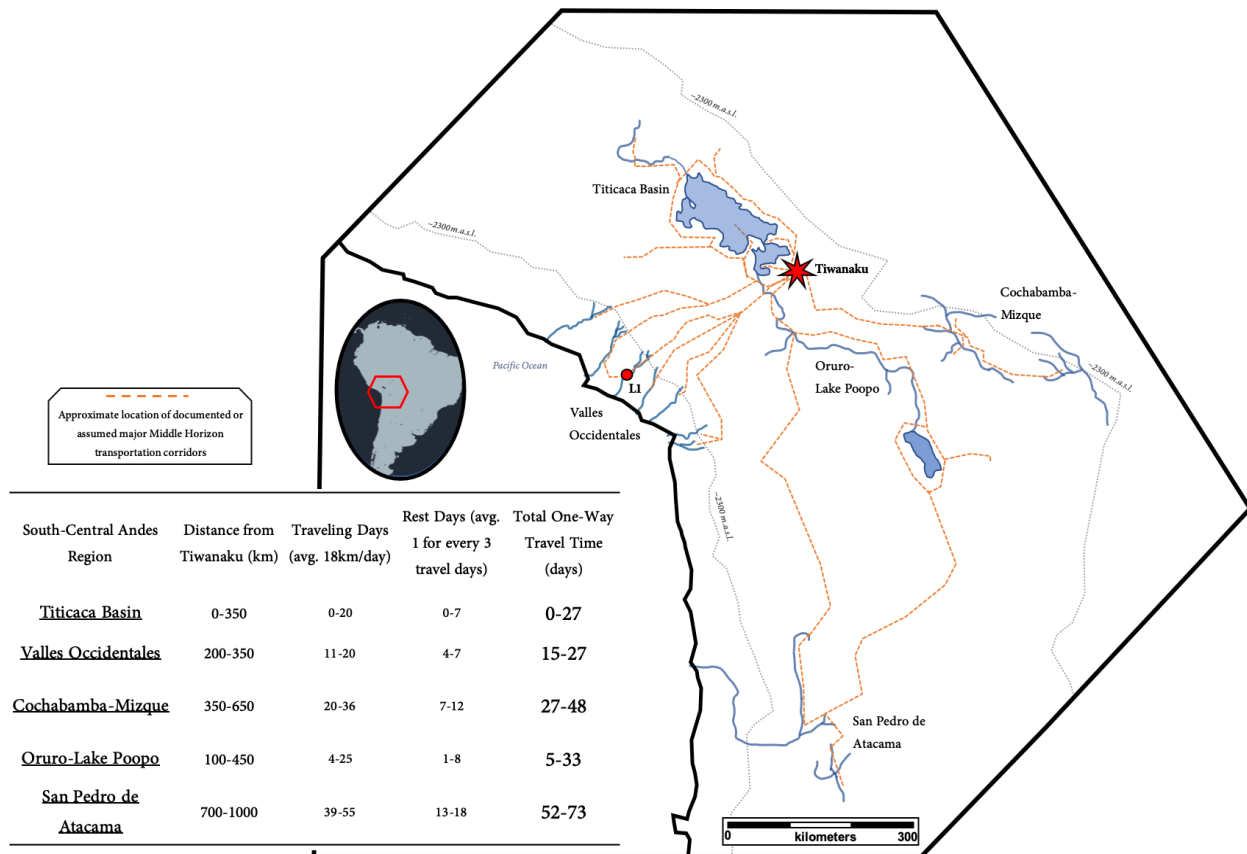 ~2300 m.a.s.l.
Titicaca Basin
~2300 m.a.s.l.
Tiwanaku
Cochabamba-
Mizque
Pacific Ocean
Oruro-
Lake Poopo
~2300 m.a.s.l.
L1
Valles
Occidentales
Approximate location of documented or
assumed major Middle Horizon
transportation corridors
~2300 m.a.s.l.
South-Central Andes
Region
Distance from
Tiwanaku (km)
Traveling Days
(avg. 18km/day)
Rest Days (avg.
1 for every 3
travel days)
Total One-Way
Travel Time
(days)
Titicaca Basin 0-350 0-20 0-7 0-27
Valles Occidentales 200-350 11-20 4-7 15-27
Cochabamba-Mizque 350-650 20-36 7-12 27-48
Oruro-Lake Poopo 100-450 4-25 1-8 5-33
San Pedro de
Atacama 700-1000 39-55 13-18 52-73
San Pedro de
Atacama
0 kilometers 300